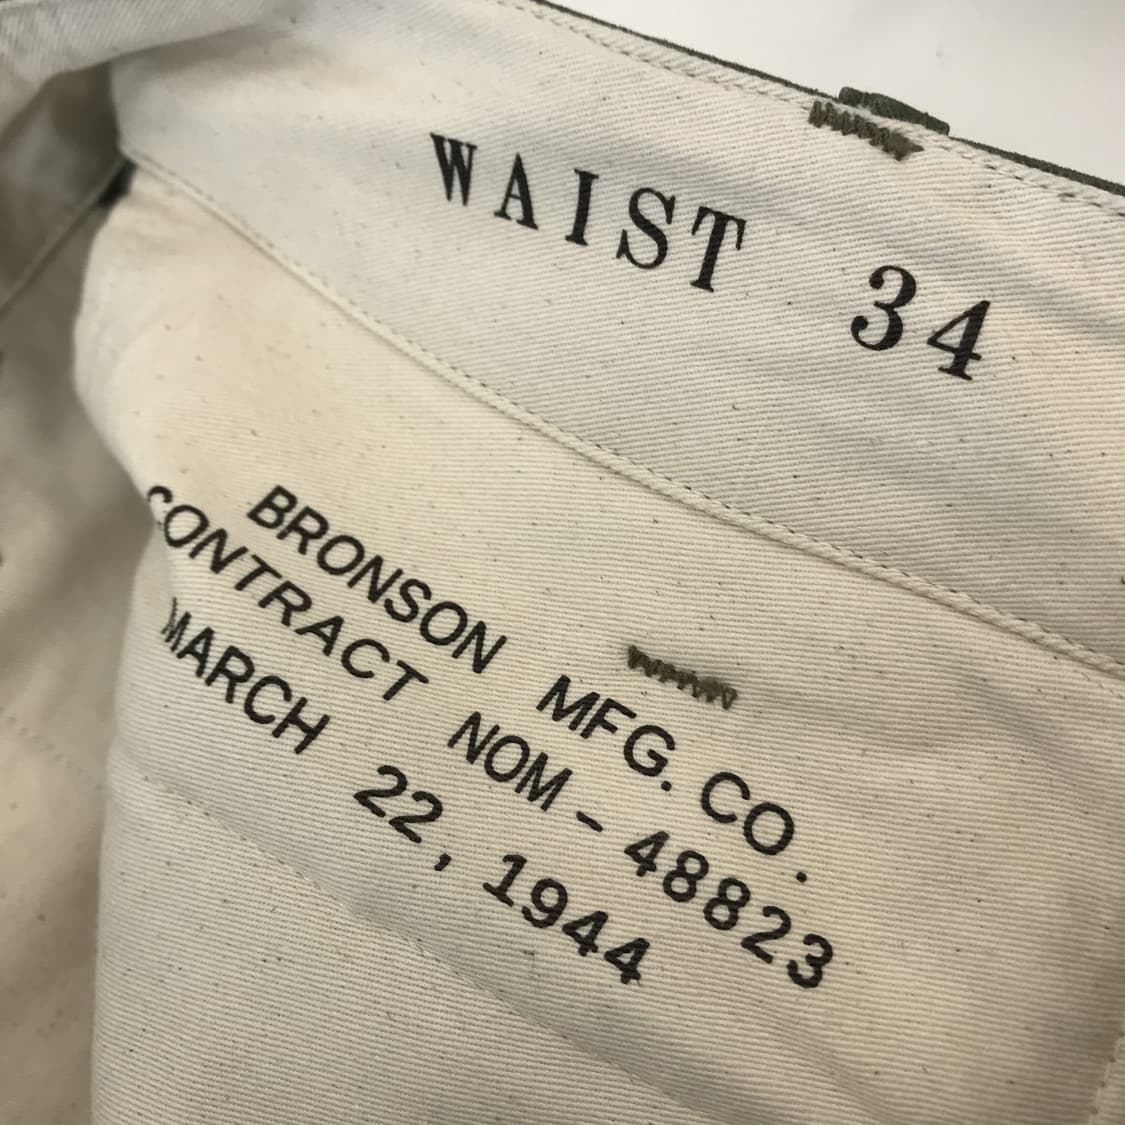 WAIST 34
BRONSON MFG. CO.
CONTRACT NOM - 48823
MARCH 22, 1944